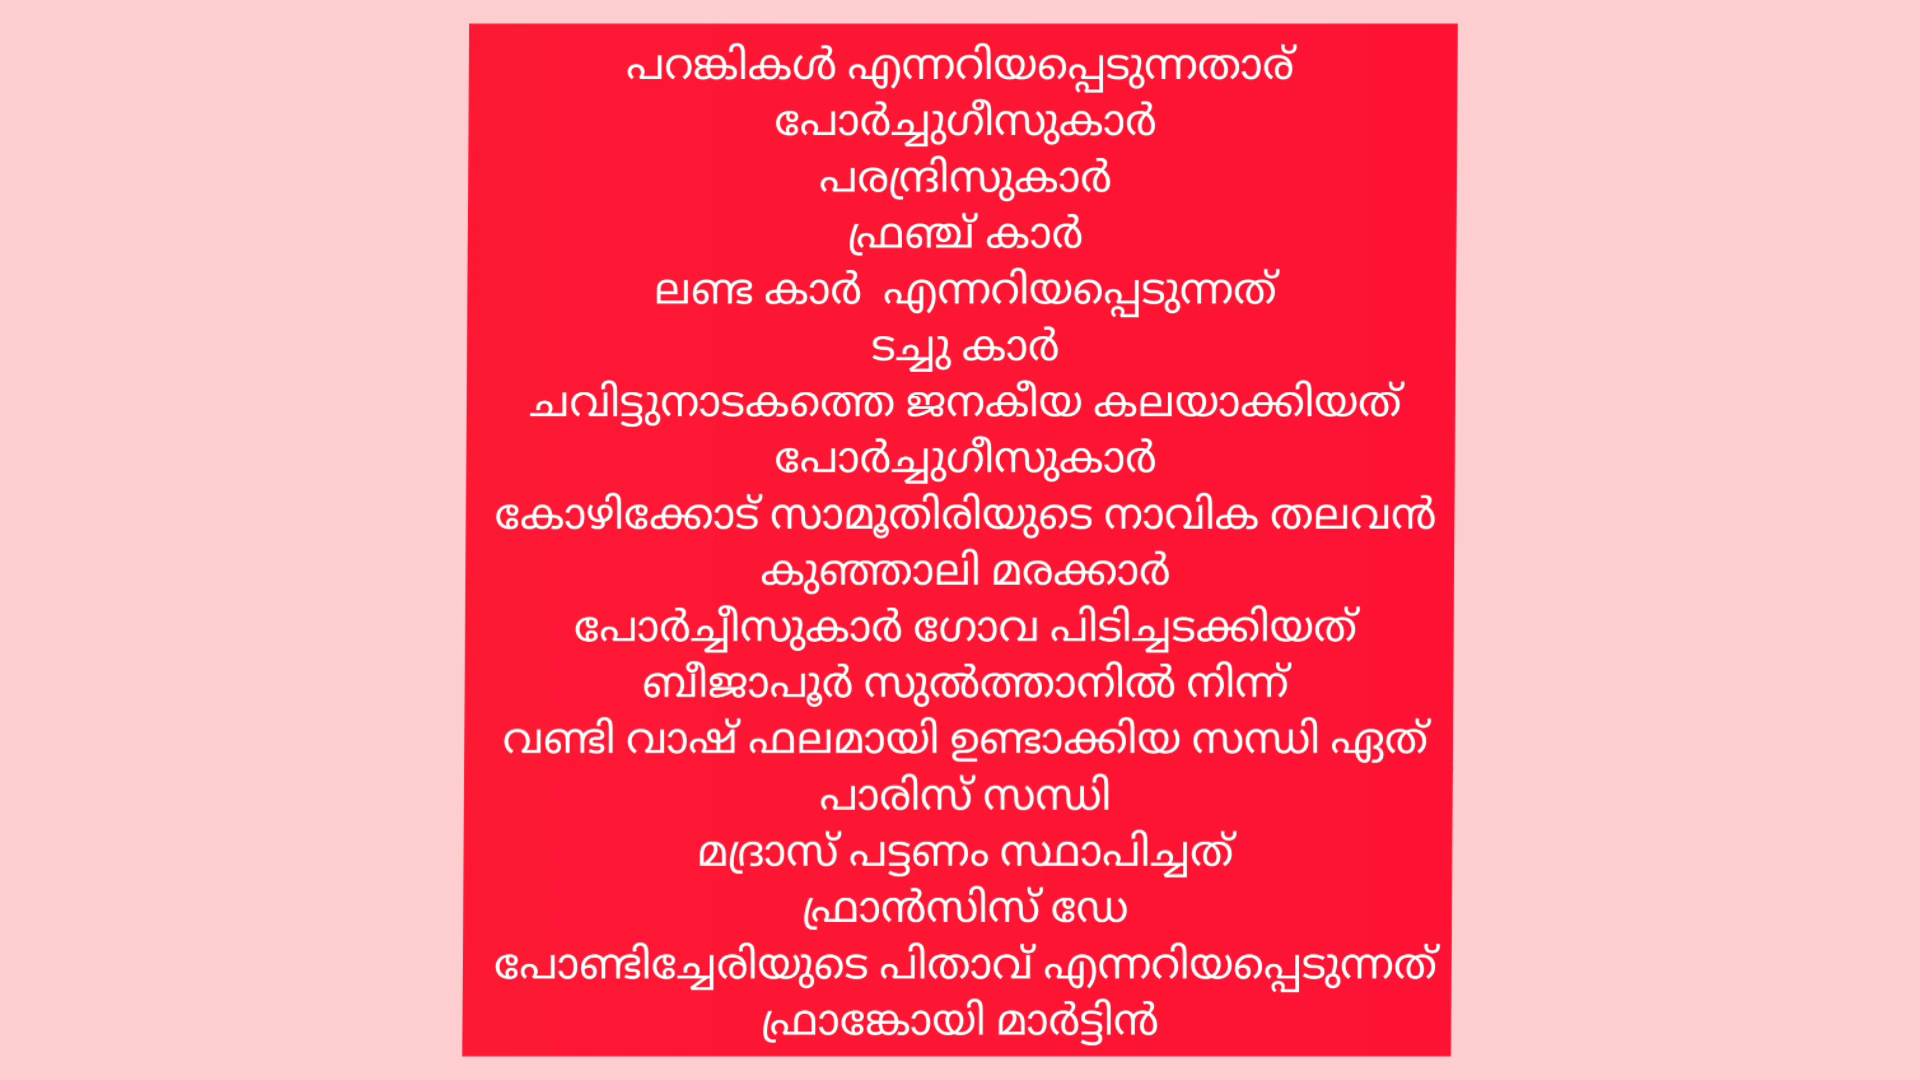 പറങ്കികൾ എന്നറിയപ്പെടുന്നതാര്
പോർച്ചുഗീസുകാർ
പരന്ദ്രിസുകാർ
ഫ്രഞ്ച് കാർ
ലണ്ട കാർ എന്നറിയപ്പെടുന്നത്
ടച്ചു കാർ
ചവിട്ടുനാടകത്തെ ജനകീയ കലയാക്കിയത്
പോർച്ചുഗീസുകാർ
കോഴിക്കോട് സാമൂതിരിയുടെ നാവിക തലവൻ
കുഞ്ഞാലി മരക്കാർ
പോർച്ചീസുകാർ ഗോവ പിടിച്ചടക്കിയത്
ബീജാപൂർ സുൽത്താനിൽ നിന്ന്
വണ്ടി വാഷ് ഫലമായി ഉണ്ടാക്കിയ സന്ധി ഏത്
പാരിസ് സന്ധി
മദ്രാസ് പട്ടണം സ്ഥാപിച്ചത്
ഫ്രാൻസിസ് ഡേ
പോണ്ടിച്ചേരിയുടെ പിതാവ് എന്നറിയപ്പെടുന്നത്
ഫ്രാങ്കോയി മാർട്ടിൻ